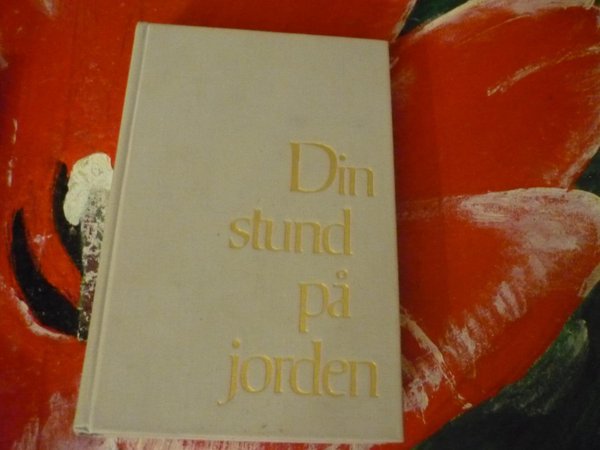 Din
stund
på
jorden